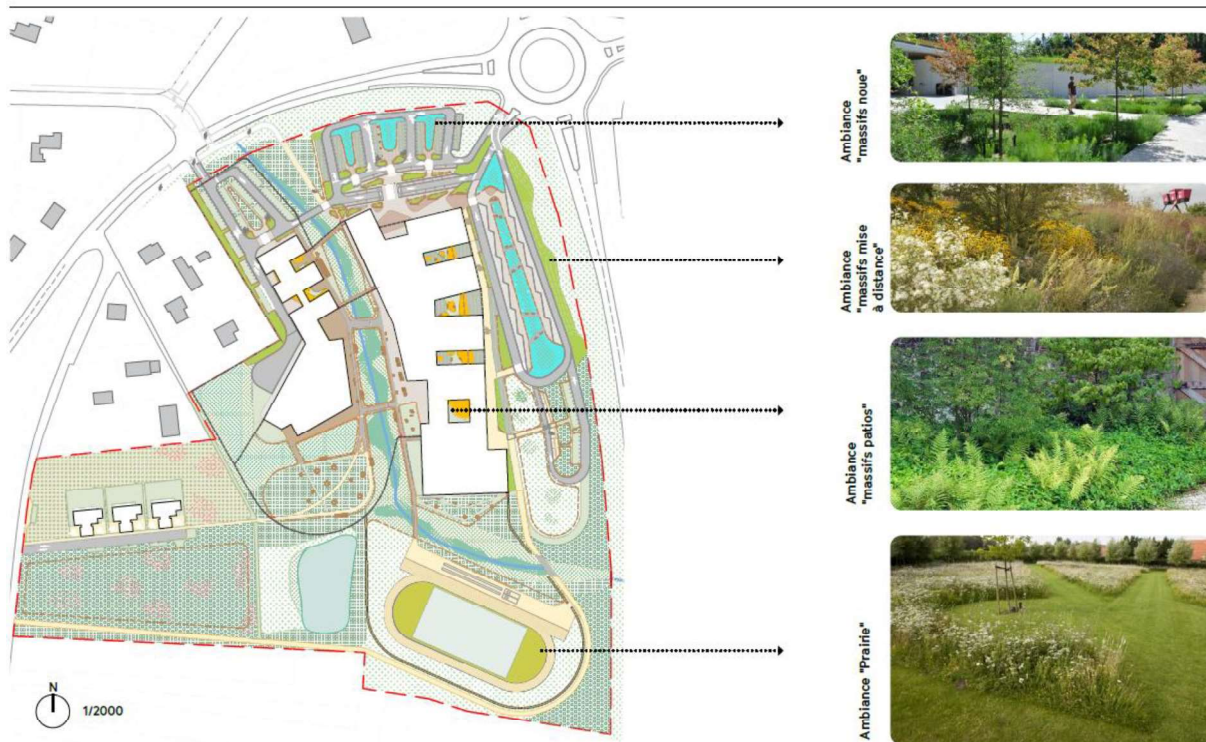 Ambiance
"massifs noue"
Ambiance
"massifs mise
à distance"
Ambiance
"massifs patios"
Ambiance "Prairie"
N
1/2000